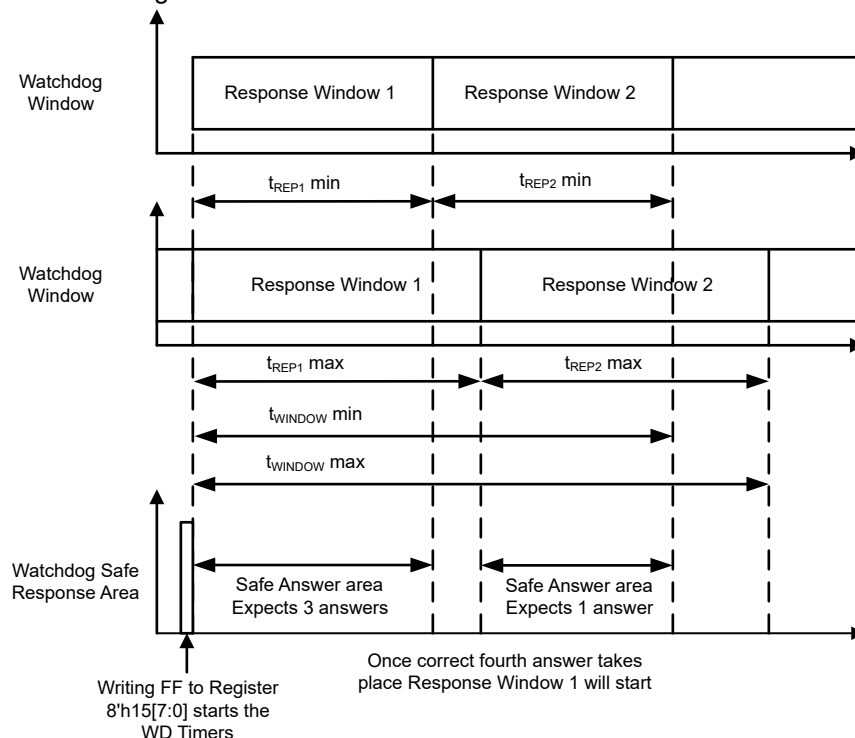 Watchdog
Window
Response Window 1
Response Window 2
tREP1 min
tREP2 min
Watchdog
Window
Response Window 1
Response Window 2
tREP1 max
tREP2 max
tWINDOW min
tWINDOW max
Watchdog Safe
Response Area
Safe Answer area
Expects 3 answers
Safe Answer area
Expects 1 answer
Writing FF to Register
8'h15[7:0] starts the
WD Timers
Once correct fourth answer takes
place Response Window 1 will start